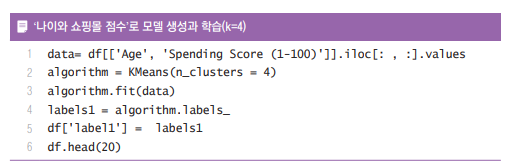 '나이와 쇼핑몰 점수'로 모델 생성과 학습(k=4)
1 data= df[['Age', 'Spending Score (1-100)']].iloc[: , :].values
2 algorithm = KMeans(n_clusters = 4)
3 algorithm.fit(data)
4 labels1 = algorithm.labels_
5 df['label1'] =  labels1
6 df.head(20)